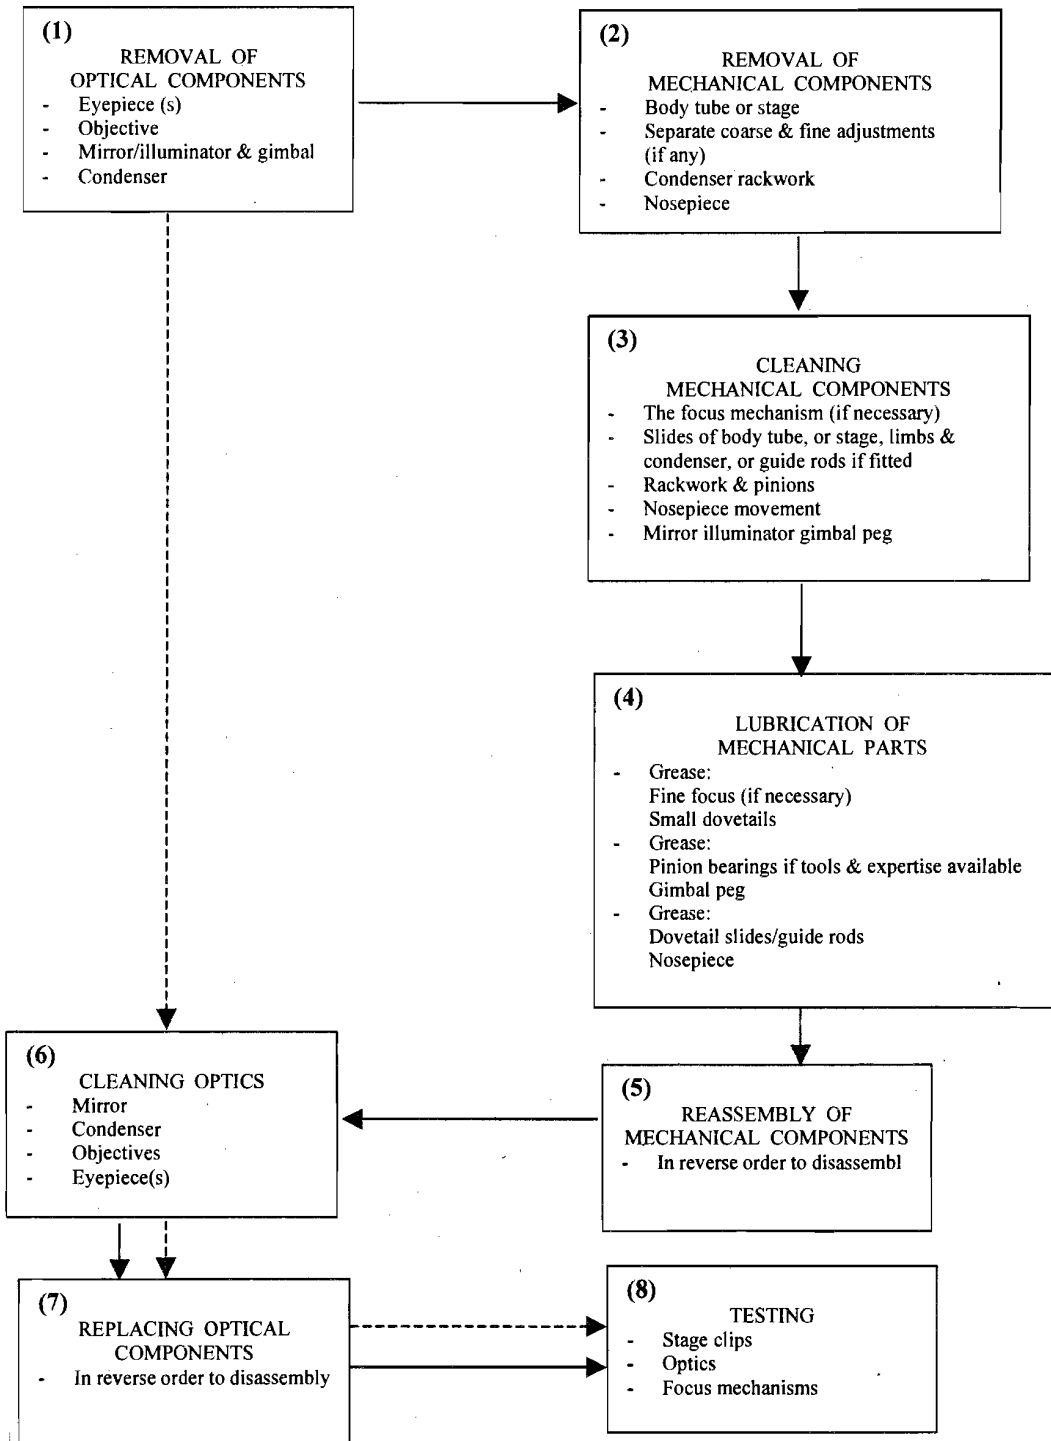 (1)
REMOVAL OF
OPTICAL COMPONENTS
- Eyepiece (s)
- Objective
- Mirror/illuminator & gimbal
- Condenser
(2)
REMOVAL OF
MECHANICAL COMPONENTS
- Body tube or stage
- Separate coarse & fine adjustments
(if any)
- Condenser rackwork
- Nosepiece
(3)
CLEANING
MECHANICAL COMPONENTS
- The focus mechanism (if necessary)
- Slides of body tube, or stage, limbs &
condenser, or guide rods if fitted
- Rackwork & pinions
- Nosepiece movement
- Mirror illuminator gimbal peg
(4)
LUBRICATION OF
MECHANICAL PARTS
- Grease:
Fine focus (if necessary)
Small dovetails
- Grease:
Pinion bearings if tools & expertise available
Gimbal peg
- Grease:
Dovetail slides/guide rods
Nosepiece
(5)
REASSEMBLY OF
MECHANICAL COMPONENTS
- In reverse order to disassembl
(6)
CLEANING OPTICS
- Mirror
- Condenser
- Objectives
- Eyepiece(s)
(7)
REPLACING OPTICAL
COMPONENTS
- In reverse order to disassembly
(8)
TESTING
- Stage clips
- Optics
- Focus mechanisms